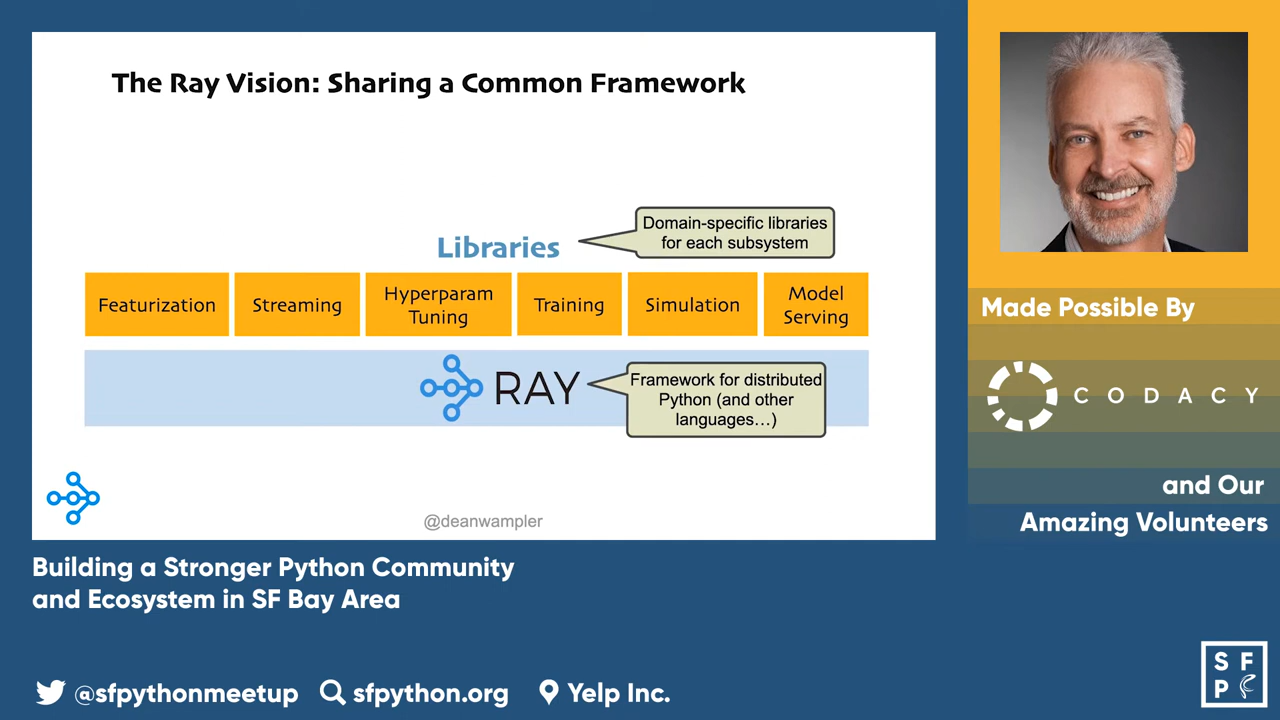 The Ray Vision: Sharing a Common Framework
Libraries
Domain-specific libraries
for each subsystem
Featurization
Streaming
Hyperparam
Tuning
Training
Simulation
Model
Serving
RAY
Framework for distributed
Python (and other
languages…)
@deanwampler
Made Possible By
CODACY
and Our
Amazing Volunteers
Building a Stronger Python Community
and Ecosystem in SF Bay Area
@sfpythonmeetup
sfpython.org
Yelp Inc.
SF
P